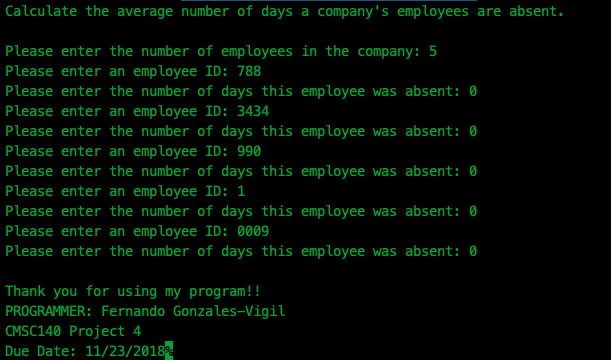 Calculate the average number of days a company's employees are absent.
Please enter the number of employees in the company: 5
Please enter an employee ID: 788
Please enter the number of days this employee was absent: 0
Please enter an employee ID: 3434
Please enter the number of days this employee was absent: 0
Please enter an employee ID: 990
Please enter the number of days this employee was absent: 0
Please enter an employee ID: 1
Please enter the number of days this employee was absent: 0
Please enter an employee ID: 0009
Please enter the number of days this employee was absent: 0
Thank you for using my program!!
PROGRAMMER: Fernando Gonzales-Vigil
CMSC140 Project 4
Due Date: 11/23/2018%